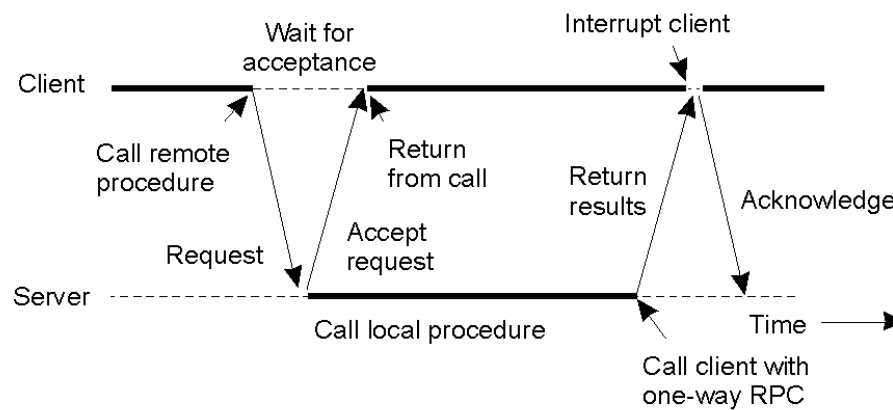 Wait for
acceptance
Interrupt client
Client
Call remote
procedure
Return
from call
Return
results
Acknowledge
Request
Accept
request
Server
Call local procedure
Time
Call client with
one-way RPC